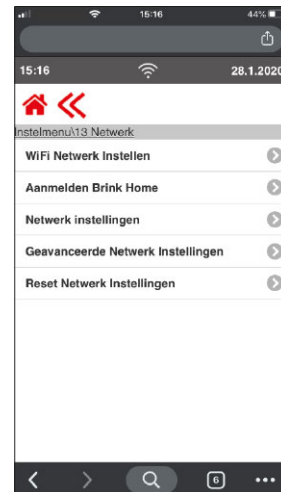 15:16
44%
15:16
28.1.2020
Instelmenu\13 Netwerk
WiFi Netwerk Instellen
Aanmelden Brink Home
Netwerk instellingen
Geavanceerde Netwerk Instellingen
Reset Netwerk Instellingen
6